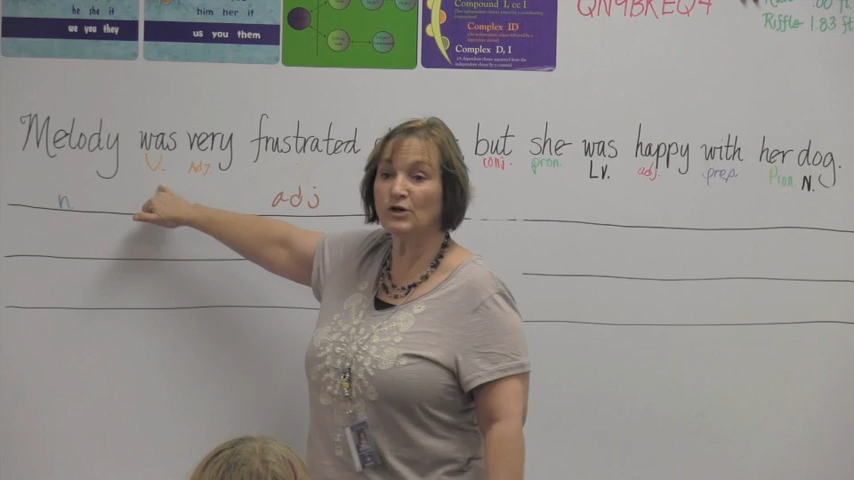 he she it
we you they
him her it
us you them
Compound I, cc I
Complex ID
Complex D, I
QN9BREQ4
Riffle 1.83 ft
Melody was very frustrated but she was happy with her dog.
V. Adj. conj. pron. L.V. adj. prep. Pron. N.
n adj